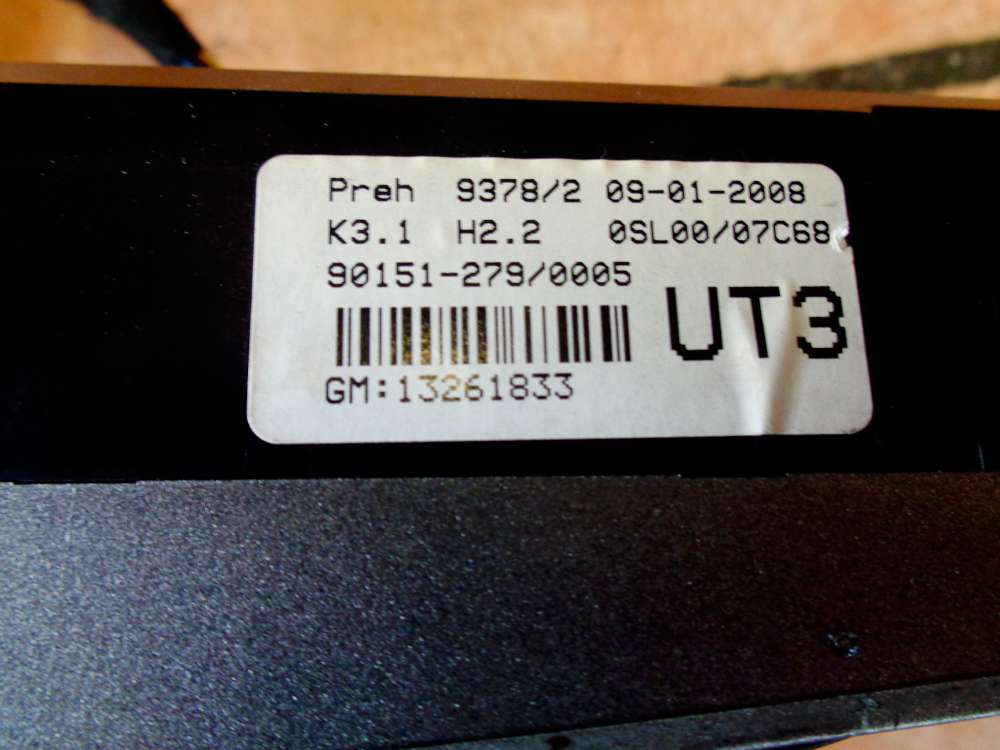 Preh 9378/2 09-01-2008
K3.1 H2.2 0SL00/07C68
90151-279/0005
UT3
GM:13261833